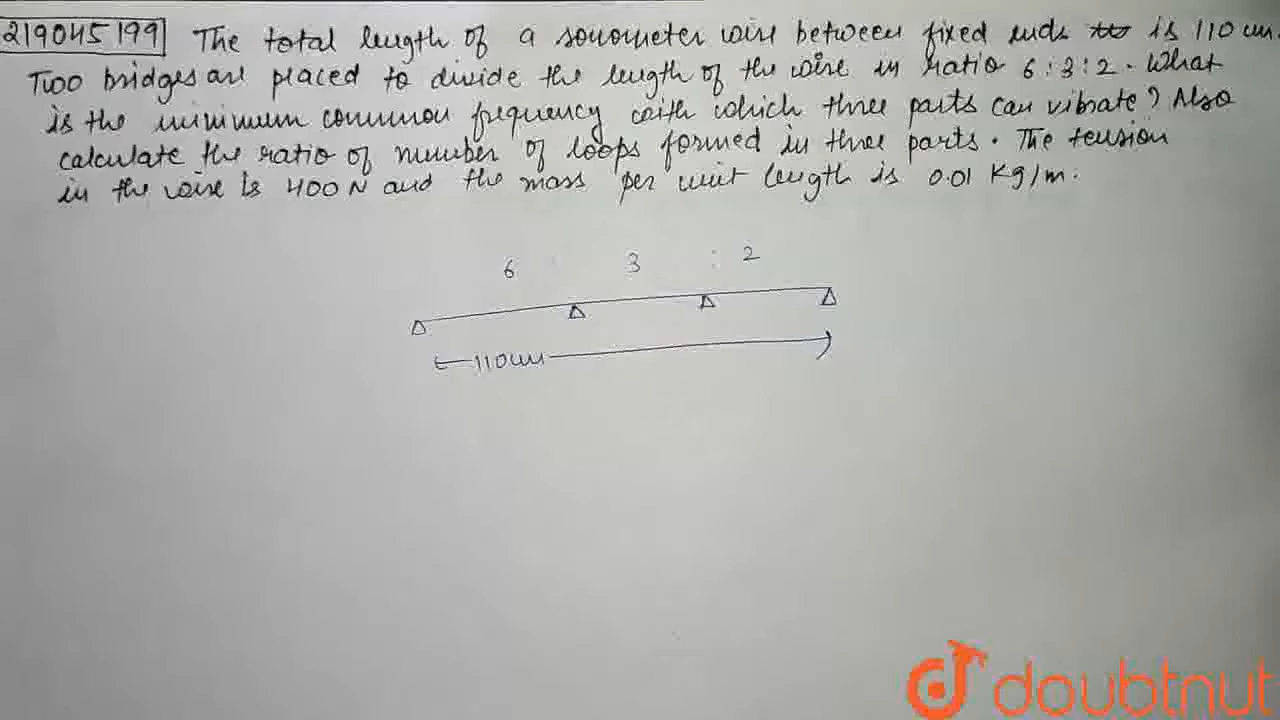 219045199 The total length of a sonometer wire between fixed ends is 110 cm.
Two bridges are placed to divide the length of the wire in ratio 6:3:2. What
is the minimum common frequency with which three parts can vibrate? Also
calculate the ratio of number of loops formed in three parts. The tension
in the wire is 400 N and the mass per unit length is 0.01 Kg/m.
6 : 3 : 2
110 cm
doubtnut